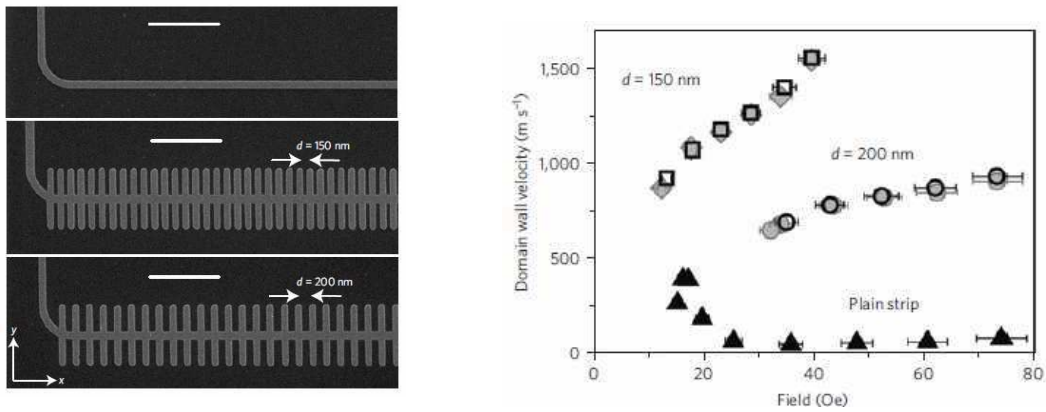 d = 150 nm
d = 200 nm
y
x
Domain wall velocity (m s⁻¹)
1,500
1,000
500
0
d = 150 nm
d = 200 nm
Plain strip
0
20
40
60
80
Field (Oe)